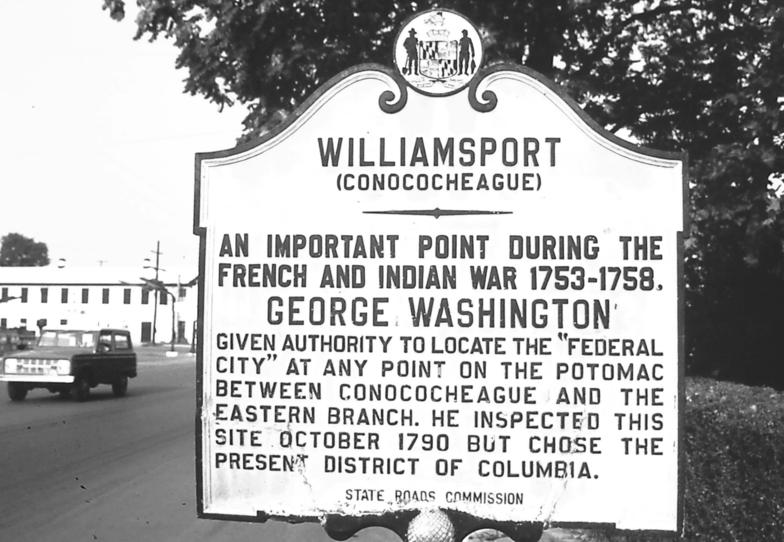 WILLIAMSPORT
(CONOCOCHEAGUE)
AN IMPORTANT POINT DURING THE
FRENCH AND INDIAN WAR 1753-1758.
GEORGE WASHINGTON
GIVEN AUTHORITY TO LOCATE THE "FEDERAL
CITY" AT ANY POINT ON THE POTOMAC
BETWEEN CONOCOCHEAGUE AND THE
EASTERN BRANCH. HE INSPECTED THIS
SITE OCTOBER 1790 BUT CHOSE THE
PRESENT DISTRICT OF COLUMBIA.
STATE ROADS COMMISSION